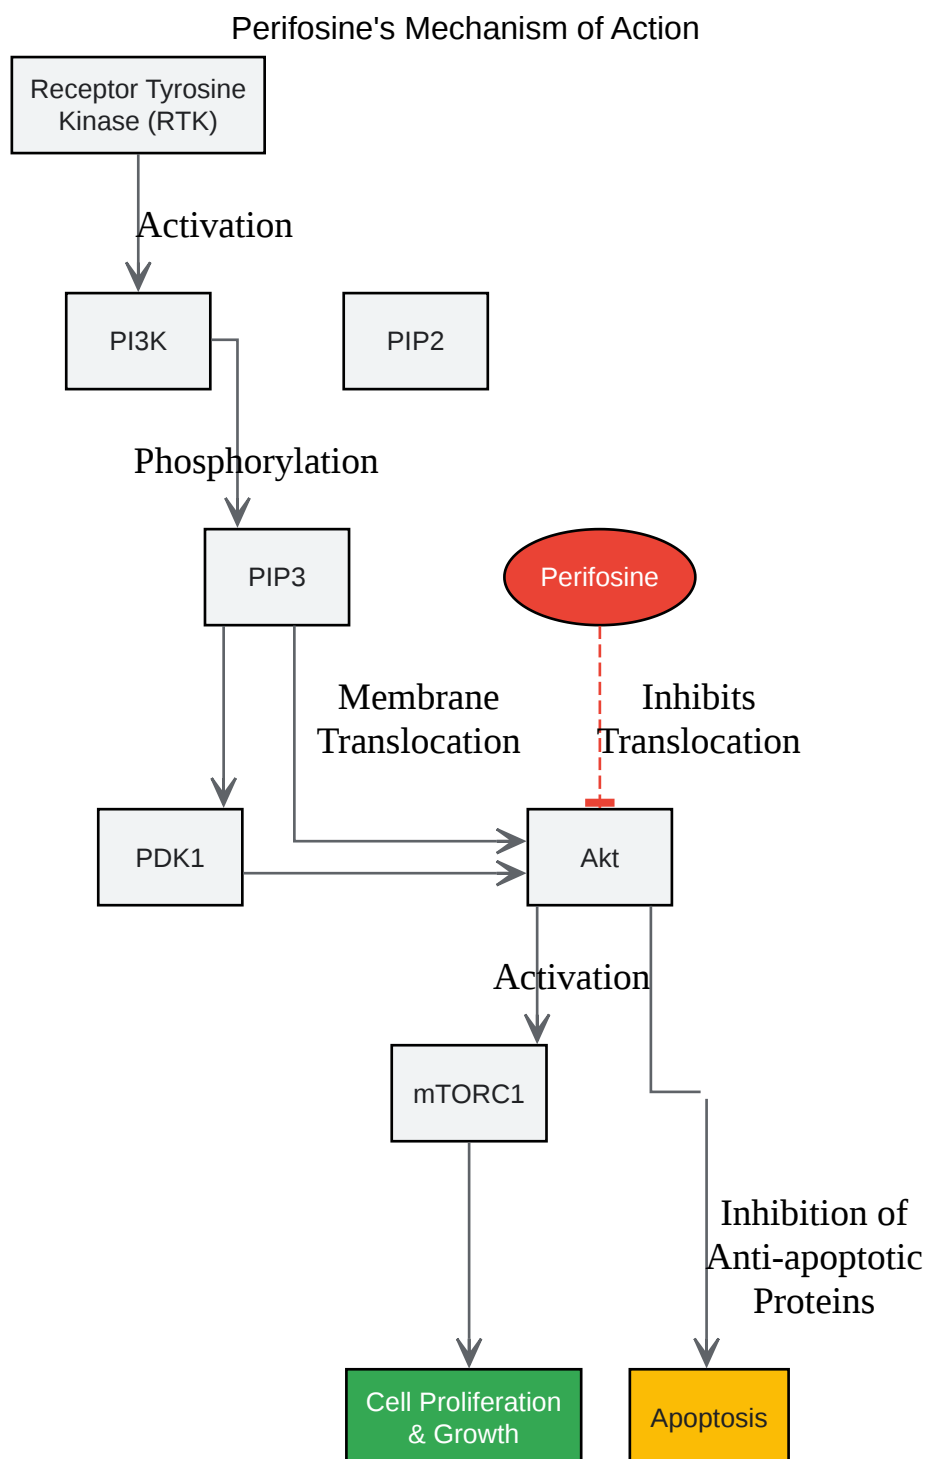 Perifosine's Mechanism of Action
Receptor Tyrosine
Kinase (RTK)
Activation
PI3K
PIP2
Phosphorylation
PIP3
Perifosine
Membrane
Translocation
Inhibits
Translocation
PDK1
Akt
Activation
mTORC1
Inhibition of
Anti-apoptotic
Proteins
Cell Proliferation
& Growth
Apoptosis